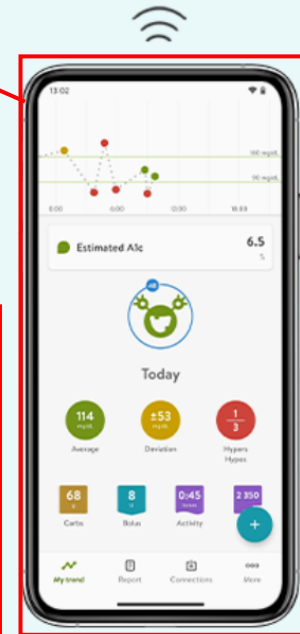 13:02
160 mg/dL
90 mg/dL
0:00 6:00 12:00 18:00
Estimated A1c 6.5
%
Today
114 ±53 1
mg/dL mg/dL 3
Average Deviation Hypers
Hypos
68 8 0:45 2 350
Carbs Bolus Activity
+
My trend Report Connections More